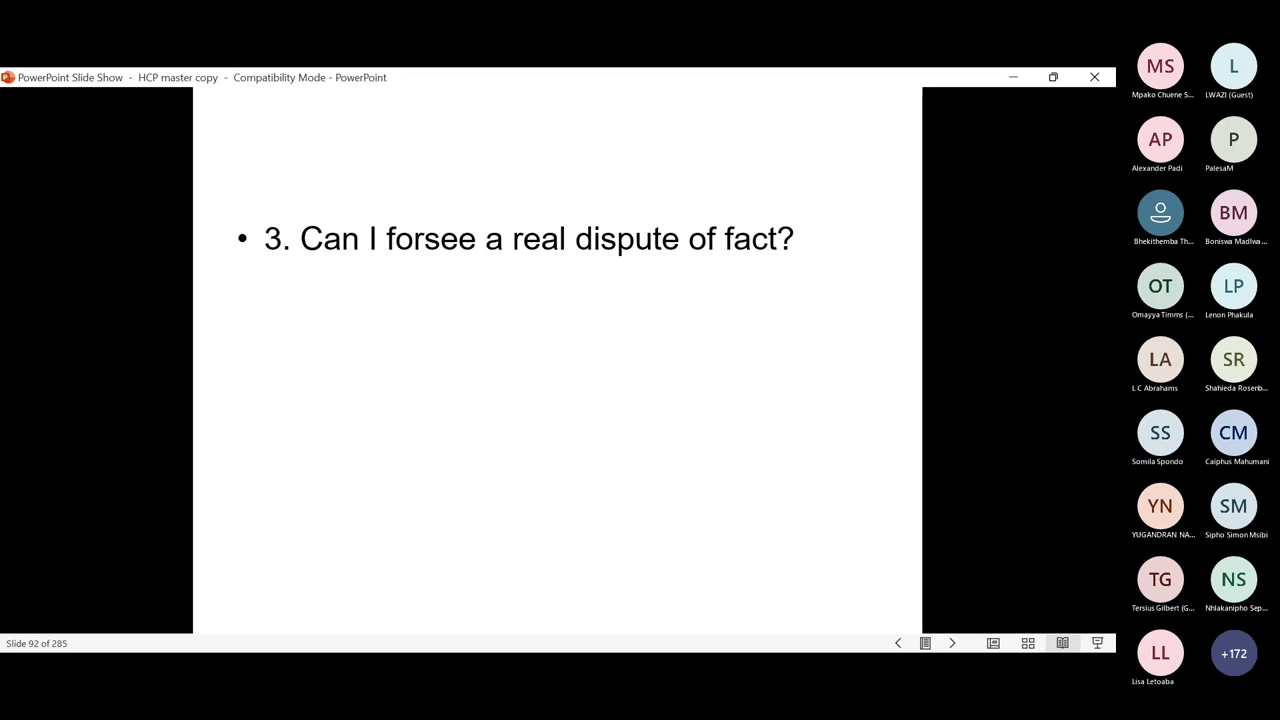 PowerPoint Slide Show - HCP master copy - Compatibility Mode - PowerPoint
• 3. Can I forsee a real dispute of fact?
Slide 92 of 285
MS L
Mpako Chuene S... LWAZI (Guest)
AP P
Alexander Padi PalesaM
BM
Bhekithemba Th... Boniswa Madlwa...
OT LP
Omayya Timms (... Lenon Phakula
LA SR
L C Abrahams Shahieda Rosenb...
SS CM
Somila Spondo Caiphus Mahumani
YN SM
YUGANDRAN NA... Sipho Simon Msibi
TG NS
Tersius Gilbert (G... Nhlakanipho Sep...
LL +172
Lisa Letoaba